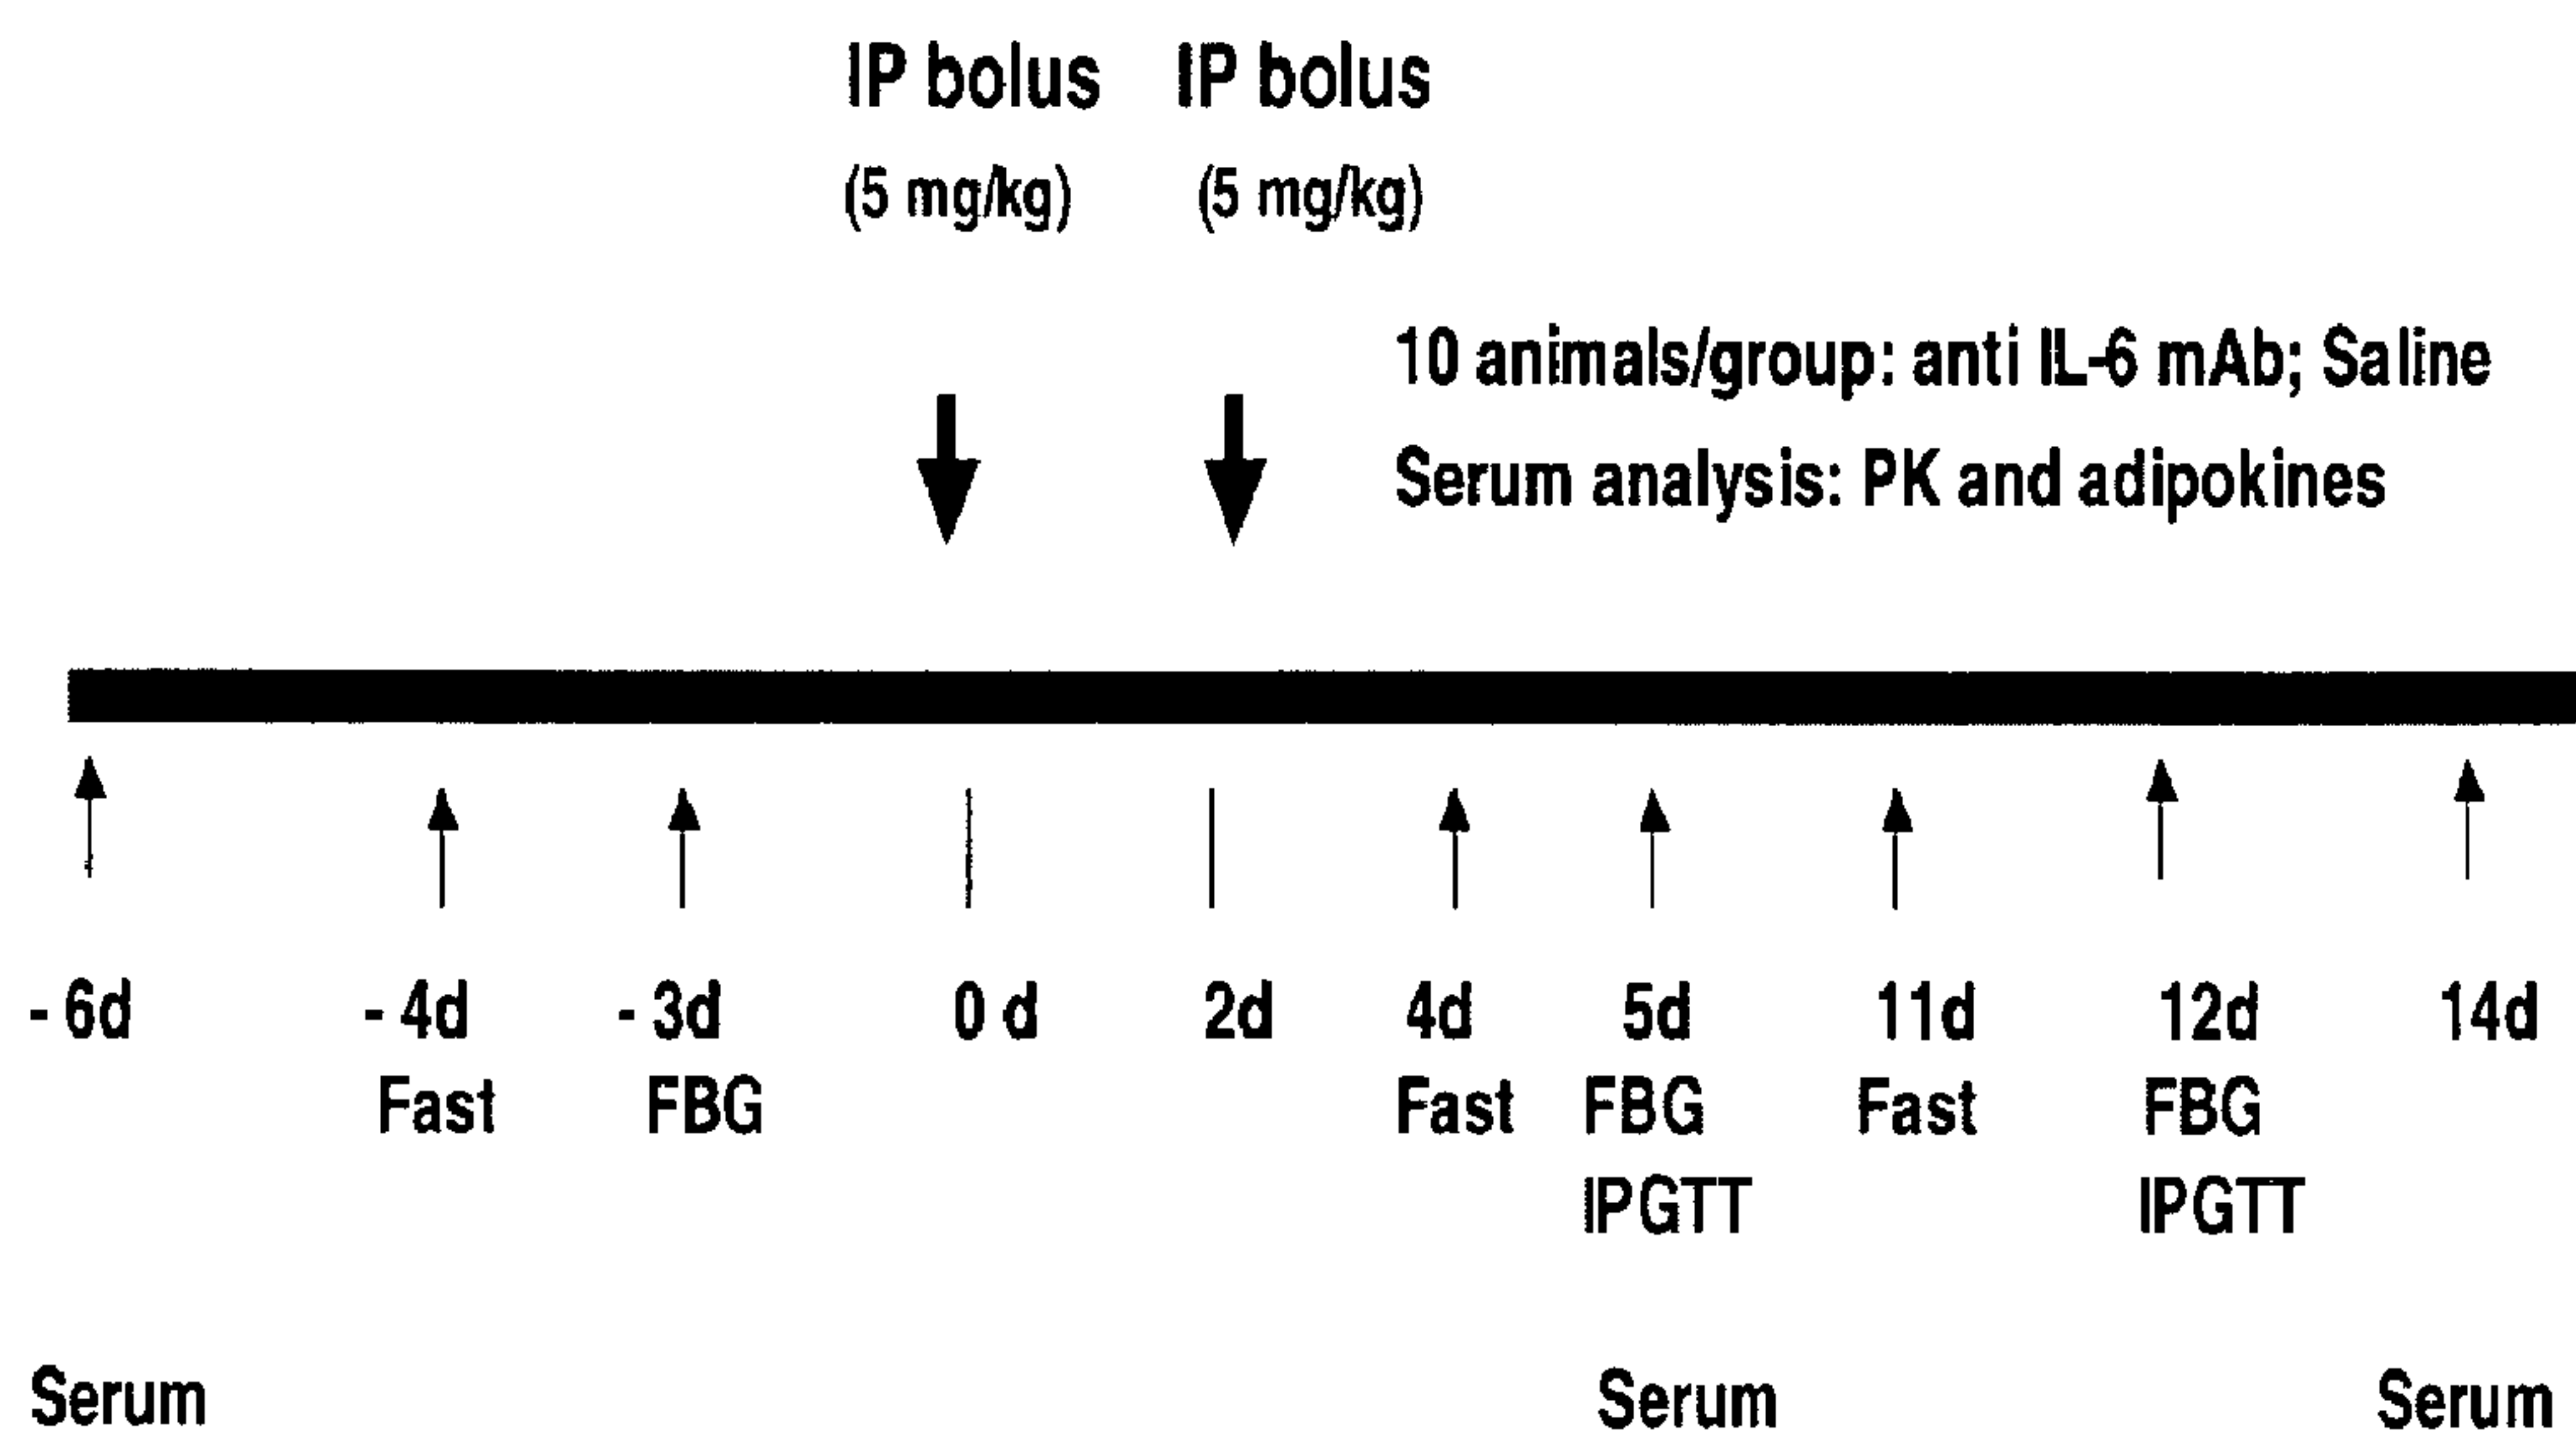 IP bolus IP bolus
(5 mg/kg) (5 mg/kg)
10 animals/group: anti IL-6 mAb; Saline
Serum analysis: PK and adipokines
- 6d - 4d - 3d 0 d 2d 4d 5d 11d 12d 14d
Fast FBG Fast FBG Fast FBG
IPGTT IPGTT
Serum Serum Serum